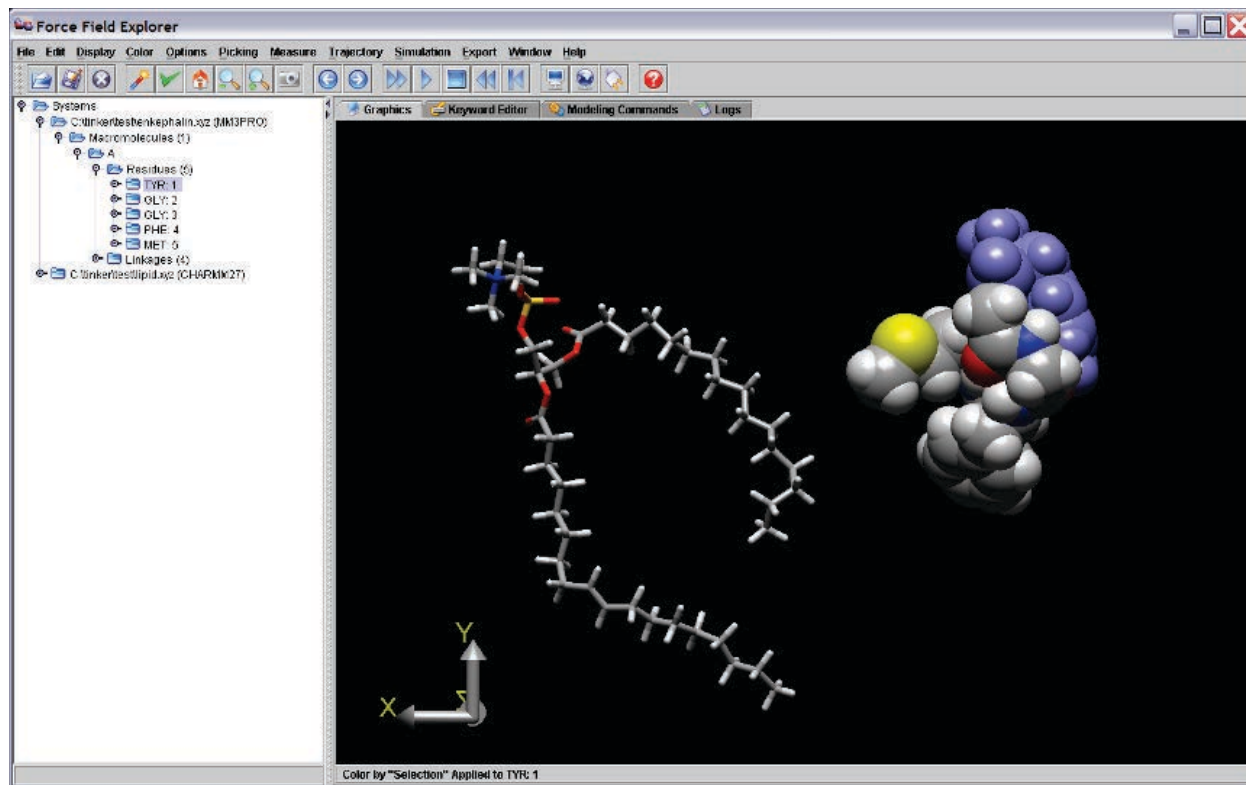 Force Field Explorer
File Edit Display Color Options Picking Measure Trajectory Simulation Export Window Help
Systems
C:\tinker\test\enkephalin.xyz (MM3PRO)
Macromolecules (1)
A
Residues (5)
TYR: 1
GLY: 2
GLY: 3
PHE: 4
MET: 5
Linkages (4)
C:\tinker\test\lipid.xyz (CHARMM27)
Graphics Keyword Editor Modeling Commands Logs
Y
X
Z
Color by "Selection" Applied to TYR: 1